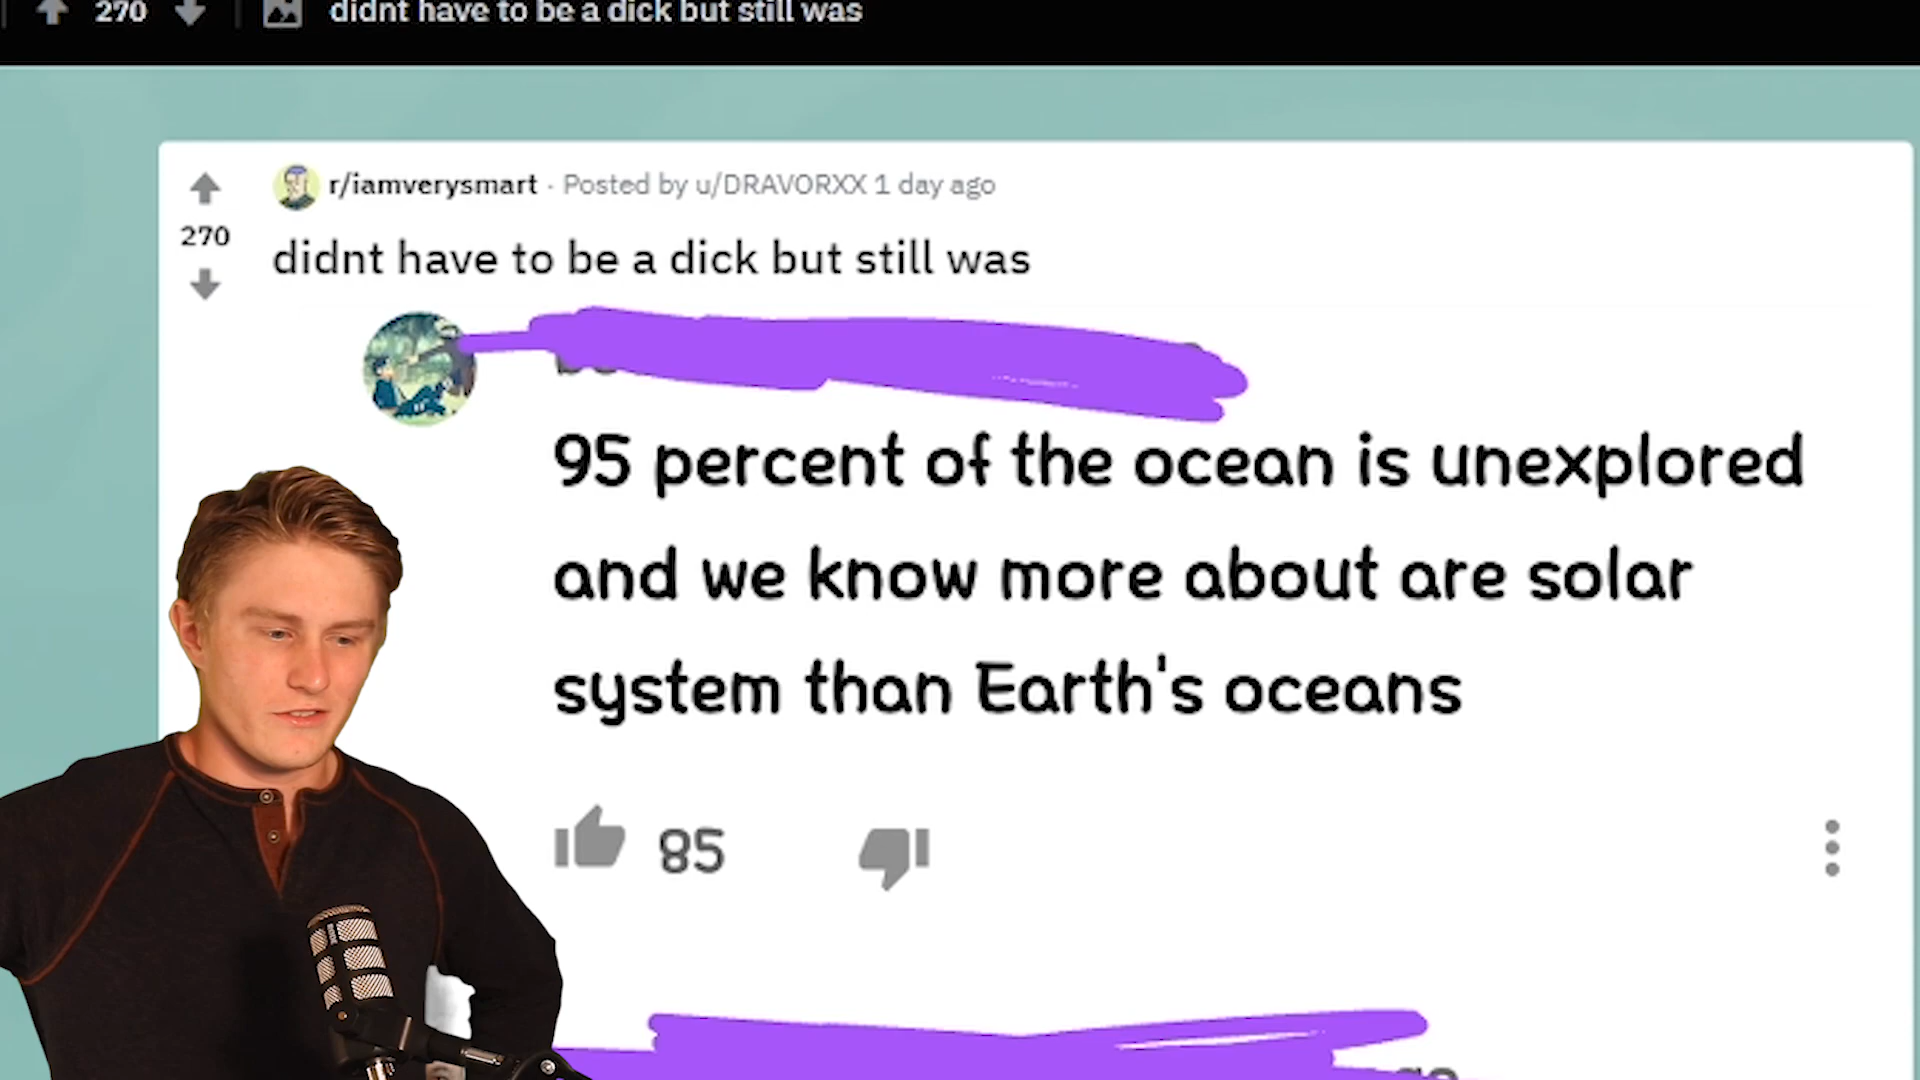 270 didnt have to be a dick but still was
r/iamverysmart · Posted by u/DRAVORXX 1 day ago
270
didnt have to be a dick but still was
95 percent of the ocean is unexplored
and we know more about are solar
system than Earth's oceans
85